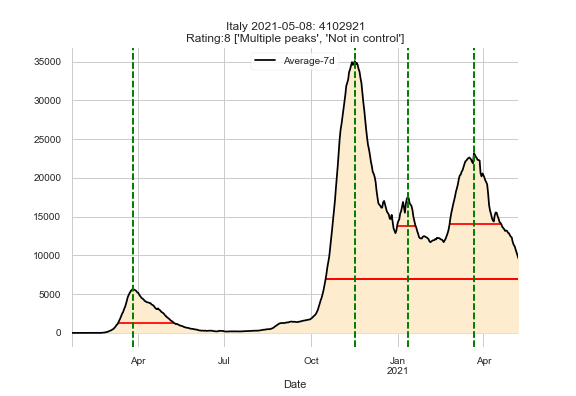 Italy 2021-05-08: 4102921
Rating:8 ['Multiple peaks', 'Not in control']
Average-7d
35000
30000
25000
20000
15000
10000
5000
0
Apr Jul Oct Jan Apr
2021
Date